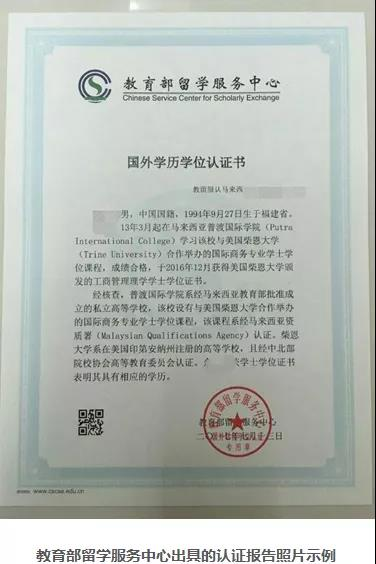 教育部留学服务中心
Chinese Service Center for Scholarly Exchange
国外学历学位认证书
教留服认马来西
男，中国国籍，1994年9月27日生于福建省。
13年3月起在马来西亚普渡国际学院（Putra
International College）学习该校与美国柴恩大学
（Trine University）合作举办的国际商务专业学士学
位课程，成绩合格，于2016年12月获得美国柴恩大学颁
发的工商管理理学学士学位证书。
经核查，普渡国际学院系经马来西亚教育部批准成
立的私立高等学校，该校设有与美国柴恩大学合作举办
的国际商务专业学士学位课程，该课程系经马来西亚资
质署（Malaysian Qualifications Agency）认证。柴恩
大学系在美国印第安纳州注册的高等学校，且经中北部
院校协会高等教育委员会认证。
学士学位证书
表明其具有相应的学历。
教育部留学服务中心
专用章
www.cscse.edu.cn
教育部留学服务中心出具的认证报告照片示例